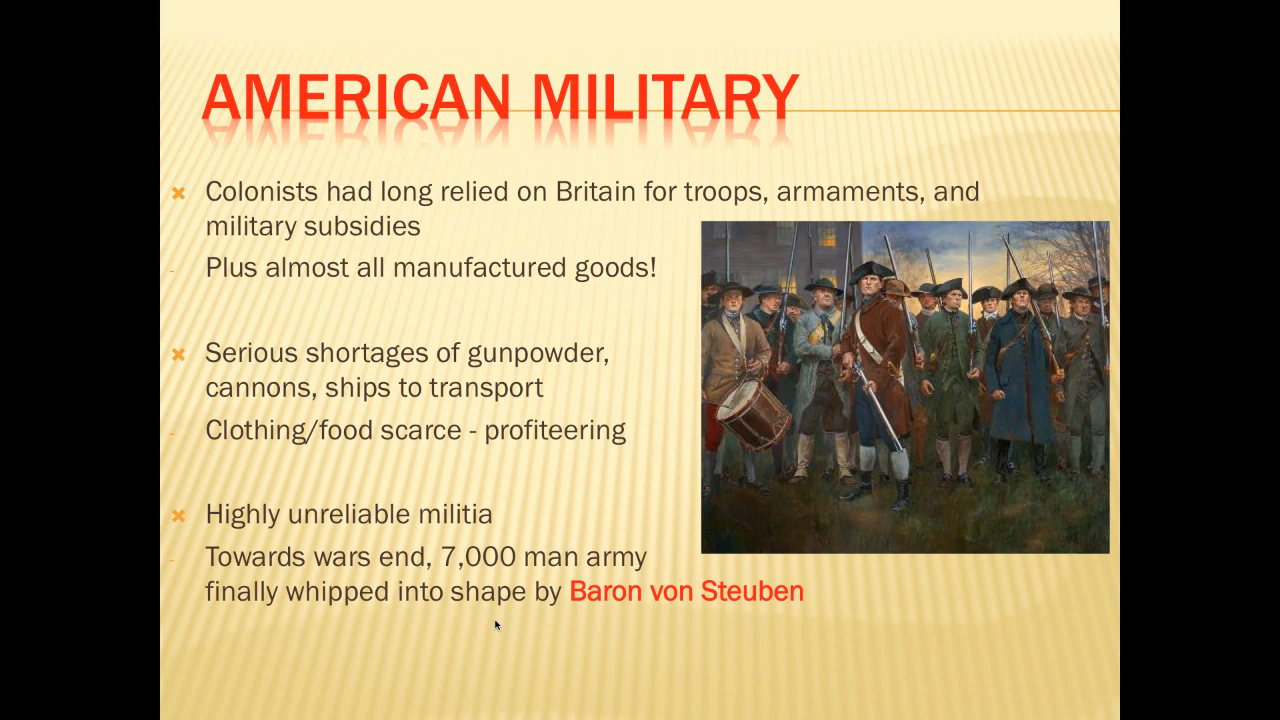 AMERICAN MILITARY
Colonists had long relied on Britain for troops, armaments, and
military subsidies
- Plus almost all manufactured goods!
Serious shortages of gunpowder,
cannons, ships to transport
- Clothing/food scarce - profiteering
Highly unreliable militia
- Towards wars end, 7,000 man army
finally whipped into shape by Baron von Steuben